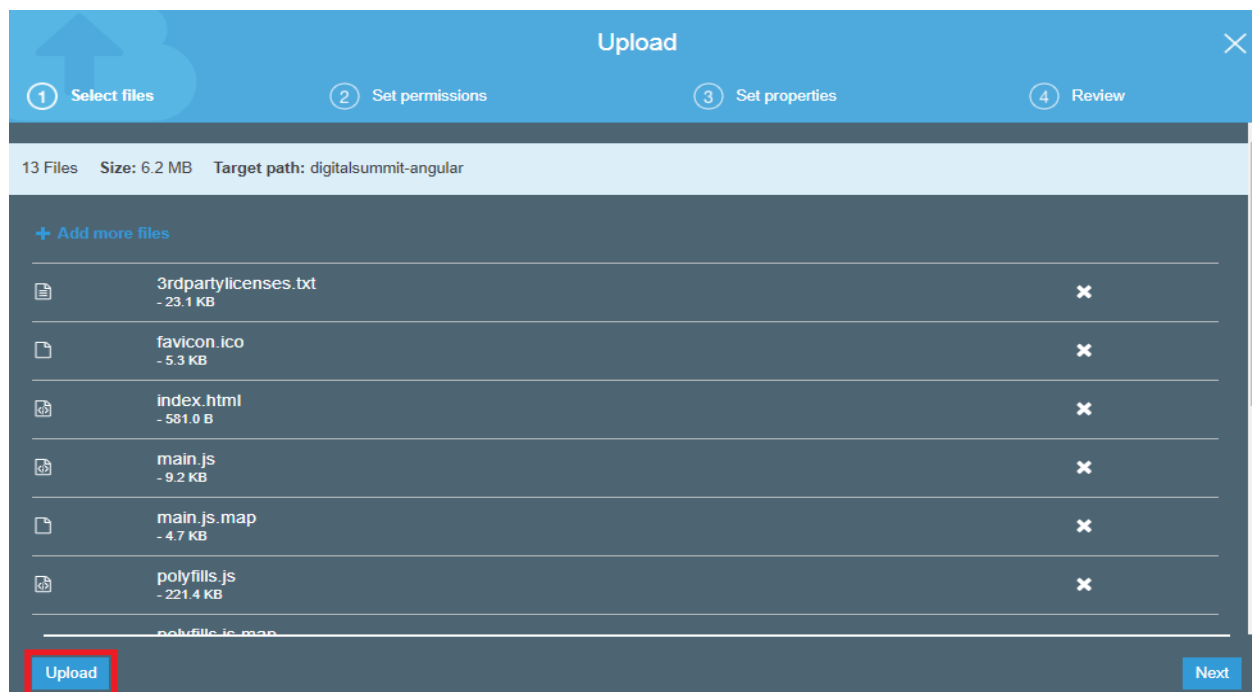 Upload
1 Select files 2 Set permissions 3 Set properties 4 Review
13 Files Size: 6.2 MB Target path: digitalsummit-angular
+ Add more files
3rdpartylicenses.txt
- 23.1 KB
favicon.ico
- 5.3 KB
index.html
- 581.0 B
main.js
- 9.2 KB
main.js.map
- 4.7 KB
polyfills.js
- 221.4 KB
polyfills.js.map
Upload Next